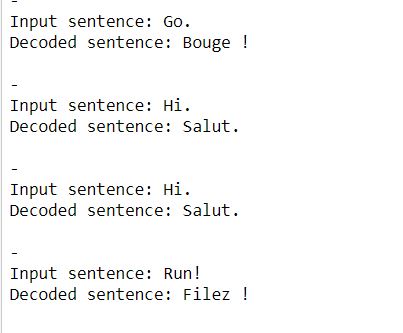 -
Input sentence: Go.
Decoded sentence: Bouge !
-
Input sentence: Hi.
Decoded sentence: Salut.
-
Input sentence: Hi.
Decoded sentence: Salut.
-
Input sentence: Run!
Decoded sentence: Filez !